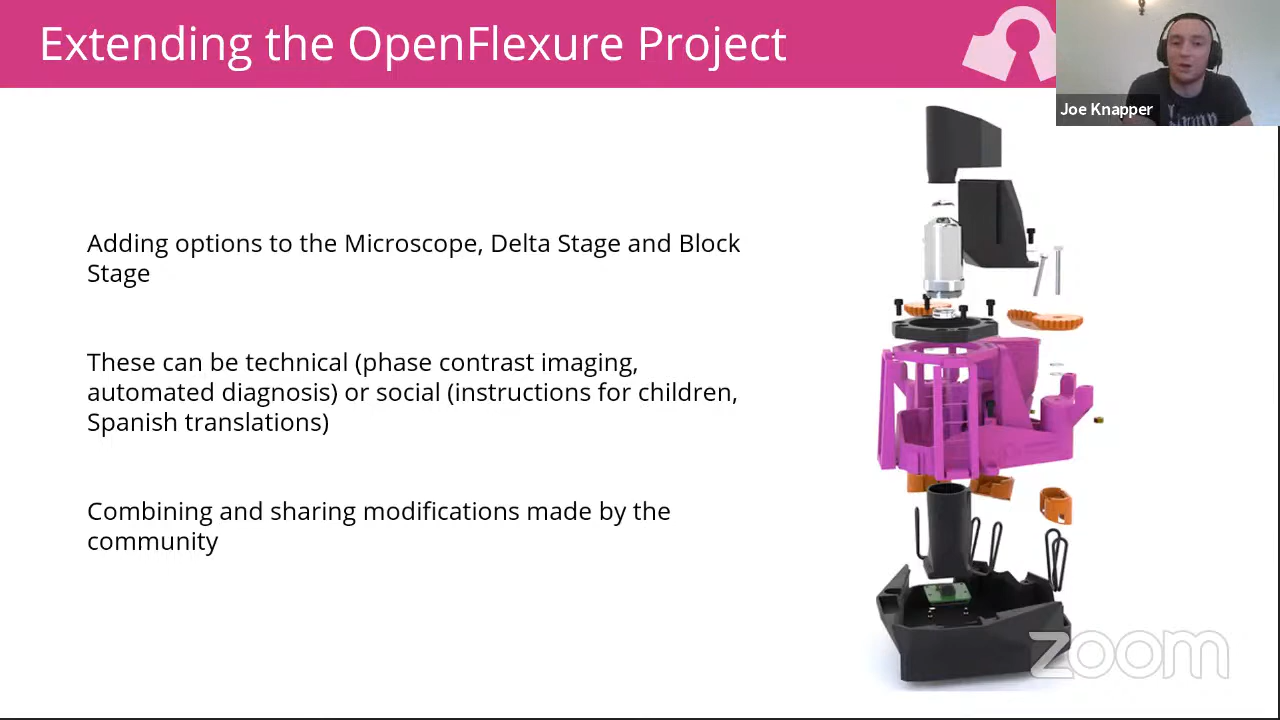 Extending the OpenFlexure Project
Joe Knapper
Adding options to the Microscope, Delta Stage and Block
Stage
These can be technical (phase contrast imaging,
automated diagnosis) or social (instructions for children,
Spanish translations)
Combining and sharing modifications made by the
community
zoom